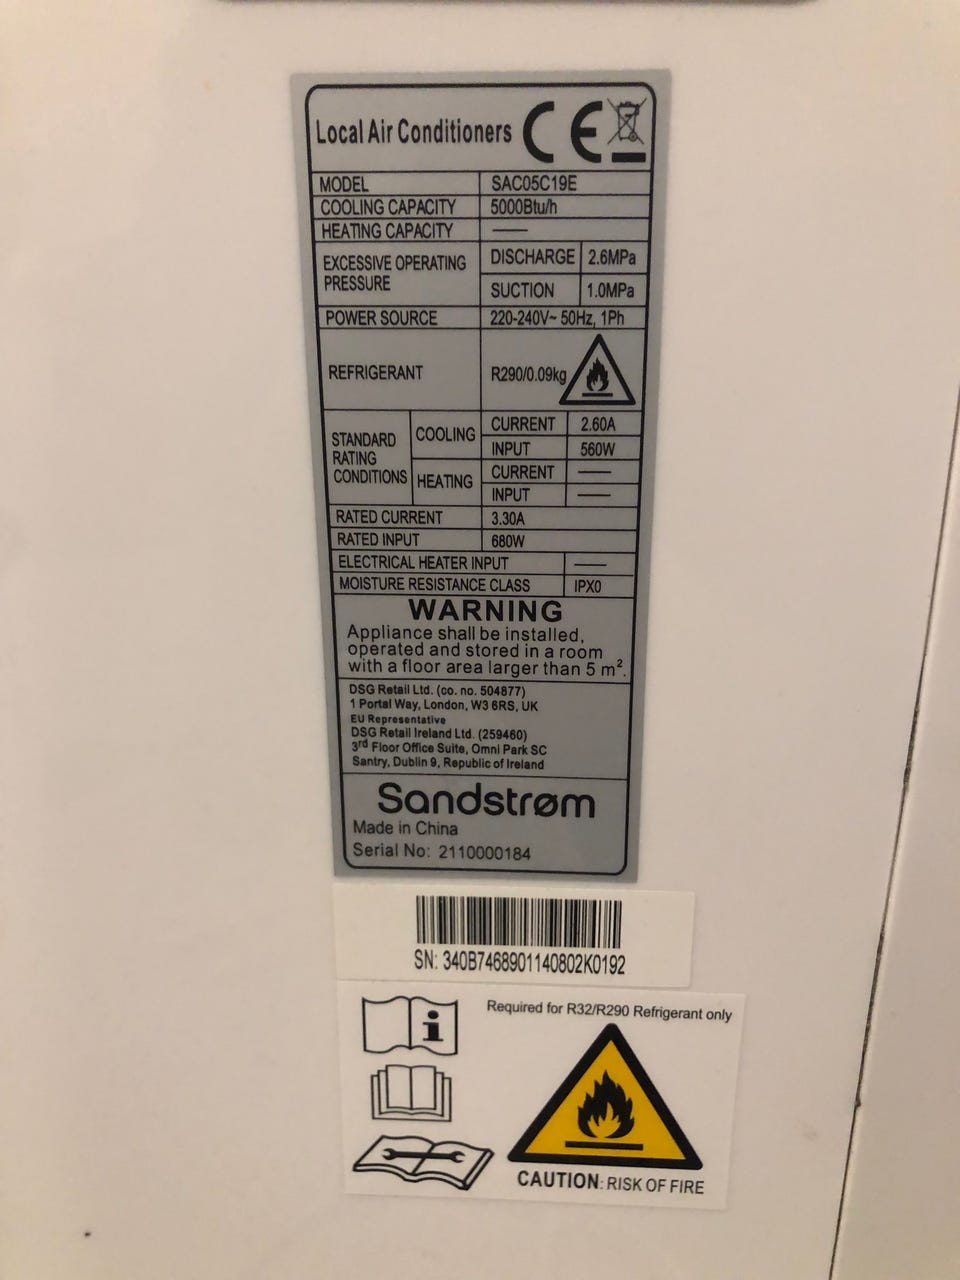 Local Air Conditioners CE
MODEL SAC05C19E
COOLING CAPACITY 5000Btu/h
HEATING CAPACITY ——
EXCESSIVE OPERATING PRESSURE DISCHARGE 2.6MPa
SUCTION 1.0MPa
POWER SOURCE 220-240V~ 50Hz, 1Ph
REFRIGERANT R290/0.09kg
STANDARD RATING CONDITIONS COOLING CURRENT 2.60A
INPUT 560W
HEATING CURRENT ——
INPUT ——
RATED CURRENT 3.30A
RATED INPUT 680W
ELECTRICAL HEATER INPUT ——
MOISTURE RESISTANCE CLASS IPX0
WARNING
Appliance shall be installed,
operated and stored in a room
with a floor area larger than 5 m².
DSG Retail Ltd. (co. no. 504877)
1 Portal Way, London, W3 6RS, UK
EU Representative
DSG Retail Ireland Ltd. (259460)
3rd Floor Office Suite, Omni Park SC
Santry, Dublin 9, Republic of Ireland
Sandstrøm
Made in China
Serial No: 2110000184
SN: 340B7468901140802K0192
Required for R32/R290 Refrigerant only
i
CAUTION: RISK OF FIRE